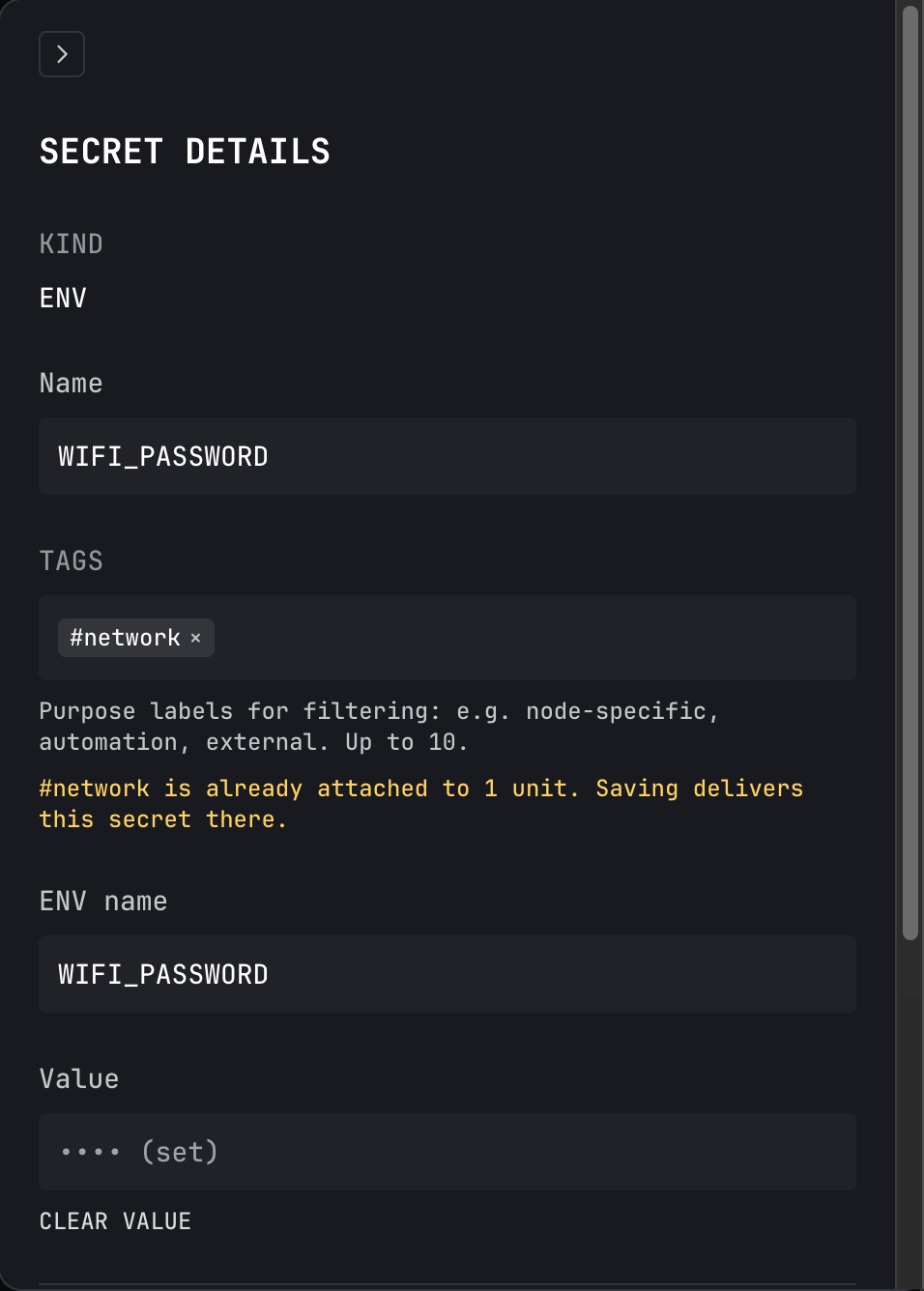 SECRET DETAILS
KIND
ENV
Name
WIFI_PASSWORD
TAGS
#network ×
Purpose labels for filtering: e.g. node-specific,
automation, external. Up to 10.
#network is already attached to 1 unit. Saving delivers
this secret there.
ENV name
WIFI_PASSWORD
Value
•••• (set)
CLEAR VALUE